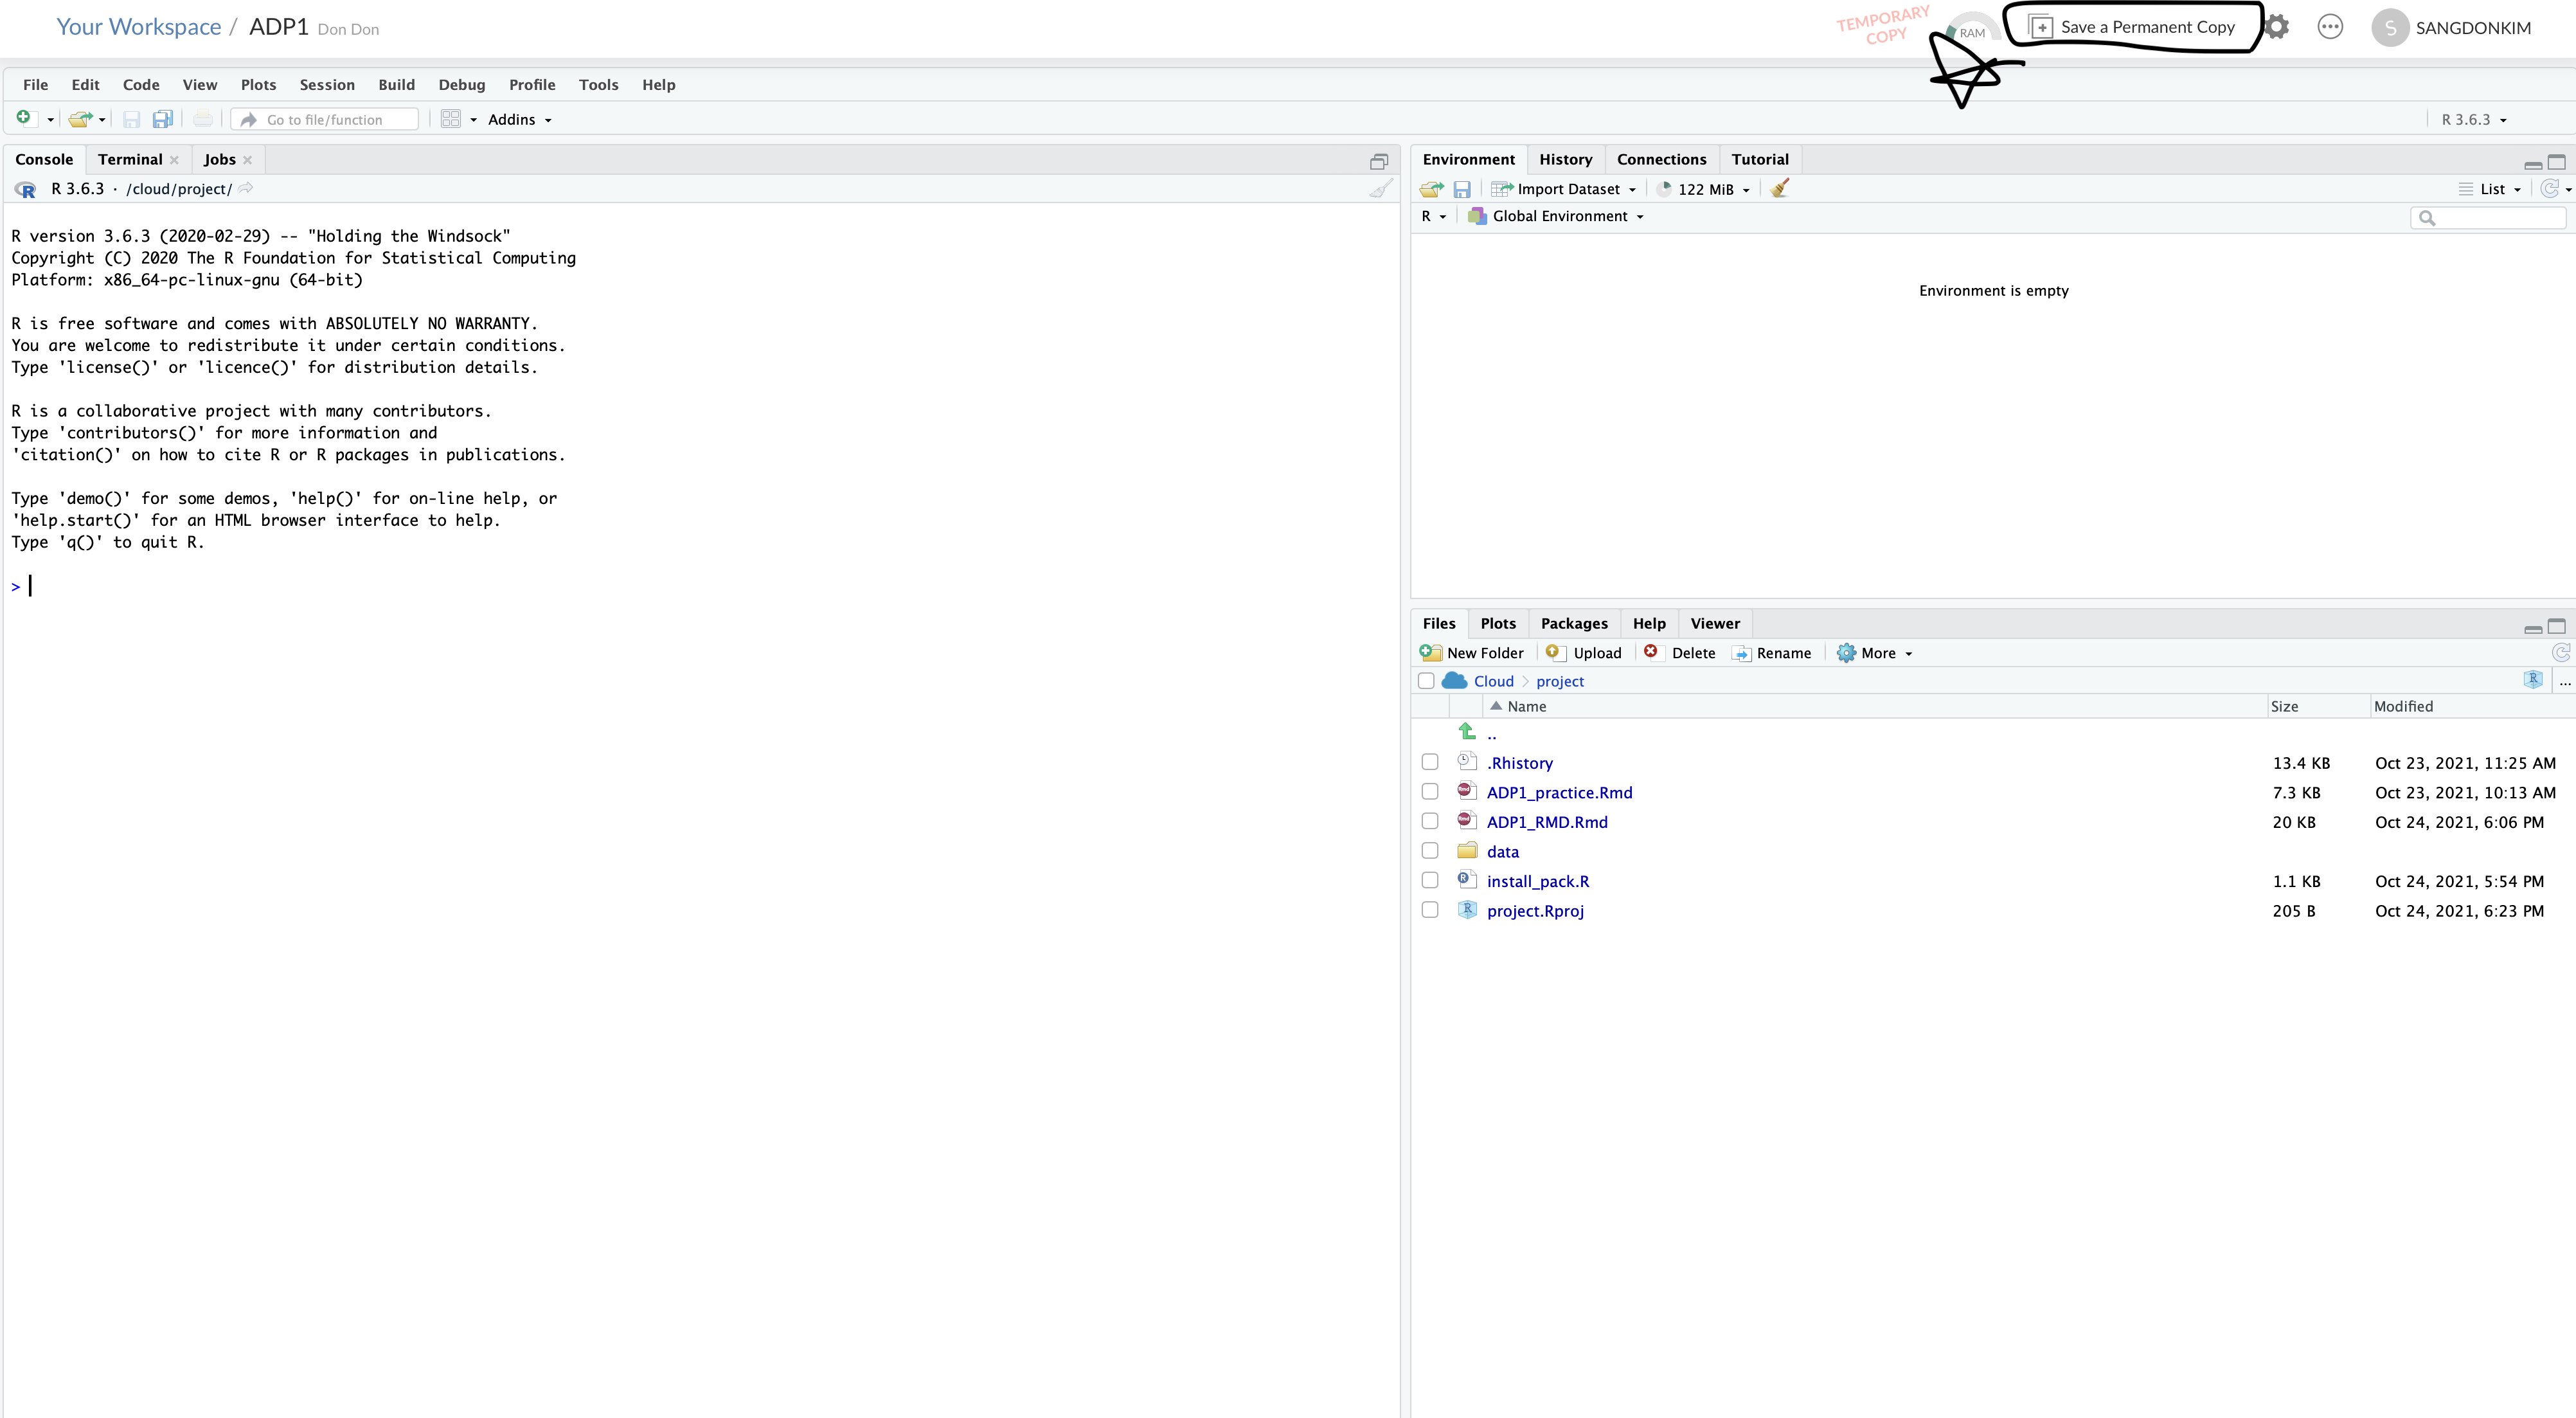 Your Workspace / ADP1 Don Don
TEMPORARY
COPY
RAM
Save a Permanent Copy
S SANGDONKIM
File Edit Code View Plots Session Build Debug Profile Tools Help
Go to file/function
Addins
R 3.6.3
Console Terminal Jobs
R 3.6.3 · /cloud/project/
R version 3.6.3 (2020-02-29) -- "Holding the Windsock"
Copyright (C) 2020 The R Foundation for Statistical Computing
Platform: x86_64-pc-linux-gnu (64-bit)
R is free software and comes with ABSOLUTELY NO WARRANTY.
You are welcome to redistribute it under certain conditions.
Type 'license()' or 'licence()' for distribution details.
R is a collaborative project with many contributors.
Type 'contributors()' for more information and
'citation()' on how to cite R or R packages in publications.
Type 'demo()' for some demos, 'help()' for on-line help, or
'help.start()' for an HTML browser interface to help.
Type 'q()' to quit R.
>
Environment History Connections Tutorial
Import Dataset 122 MiB List
R Global Environment
Environment is empty
Files Plots Packages Help Viewer
New Folder Upload Delete Rename More
Cloud > project R ...
Name Size Modified
..
.Rhistory 13.4 KB Oct 23, 2021, 11:25 AM
ADP1_practice.Rmd 7.3 KB Oct 23, 2021, 10:13 AM
ADP1_RMD.Rmd 20 KB Oct 24, 2021, 6:06 PM
data
install_pack.R 1.1 KB Oct 24, 2021, 5:54 PM
project.Rproj 205 B Oct 24, 2021, 6:23 PM